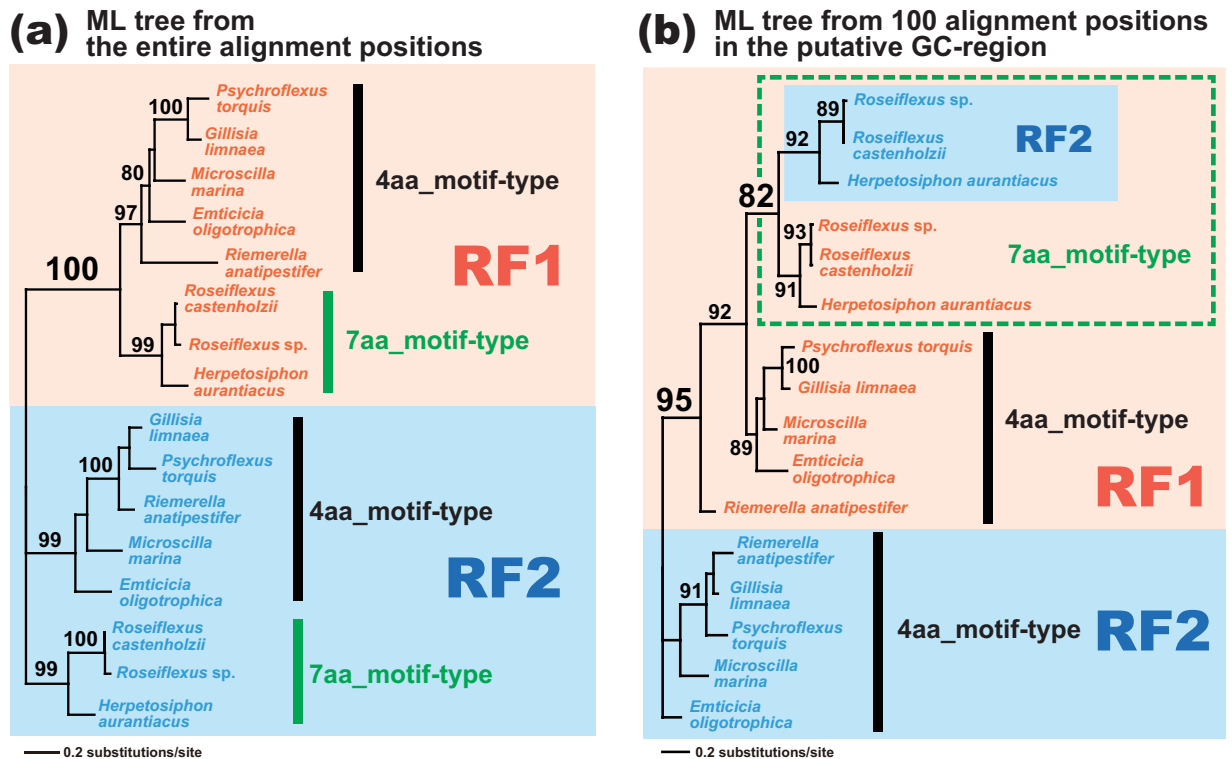 (a) ML tree from
the entire alignment positions
Psychroflexus
torquis
100
Gillisia
limnaea
80
Microscilla
marina
4aa_motif-type
97
Emticicia
oligotrophica
Riemerella
anatipestifer
RF1
100
Roseiflexus
castenholzii
99
Roseiflexus sp.
7aa_motif-type
Herpetosiphon
aurantiacus
Gillisia
limnaea
100
Psychroflexus
torquis
Riemerella
anatipestifer
4aa_motif-type
99
Microscilla
marina
RF2
Emticicia
oligotrophica
Roseiflexus
castenholzii
100
99
Roseiflexus sp.
7aa_motif-type
Herpetosiphon
aurantiacus
0.2 substitutions/site
(b) ML tree from 100 alignment positions
in the putative GC-region
89
Roseiflexus sp.
92
Roseiflexus
castenholzii
RF2
Herpetosiphon aurantiacus
82
Roseiflexus sp.
93
Roseiflexus
castenholzii
7aa_motif-type
91
Herpetosiphon aurantiacus
92
Psychroflexus torquis
100
Gillisia limnaea
95
Microscilla
marina
4aa_motif-type
89
Emticicia
oligotrophica
RF1
Riemerella anatipestifer
Riemerella
anatipestifer
91
Gillisia
limnaea
Psychroflexus
torquis
4aa_motif-type
RF2
Microscilla
marina
Emticicia
oligotrophica
0.2 substitutions/site